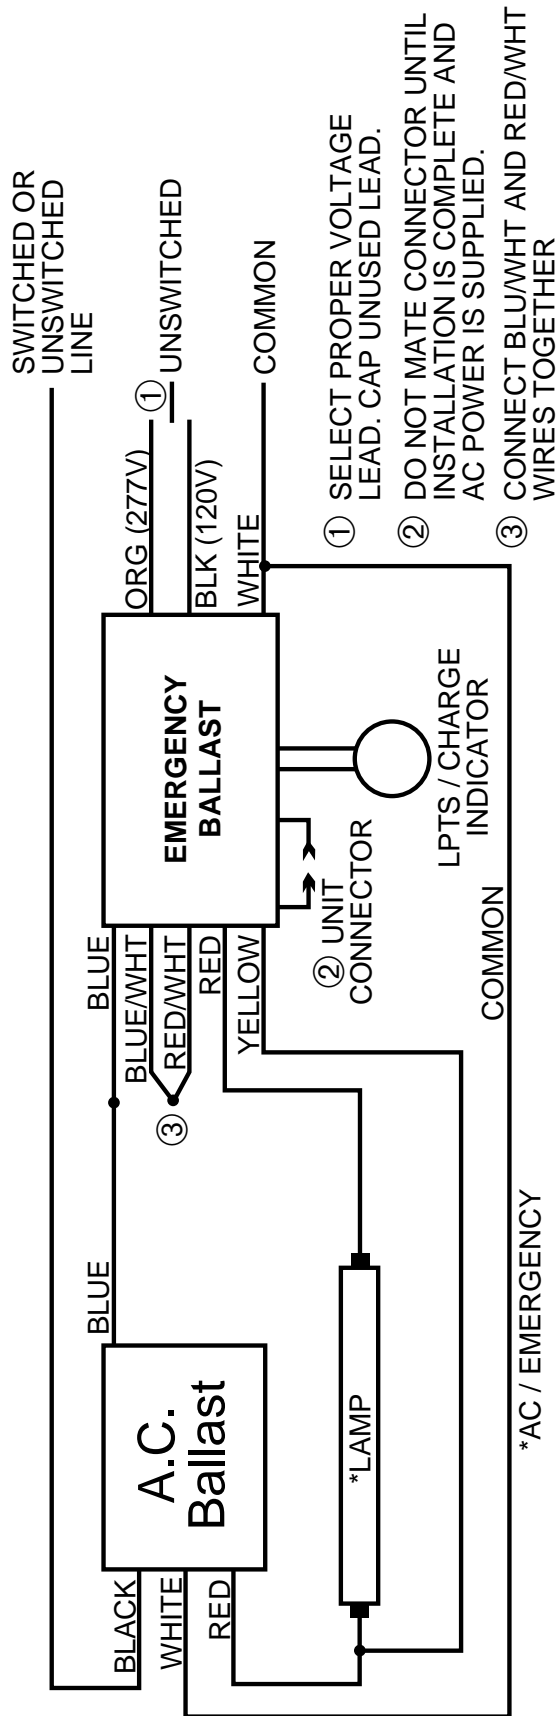 SWITCHED OR
UNSWITCHED
LINE
ORG (277V)
① UNSWITCHED
BLK (120V)
WHITE
COMMON
EMERGENCY
BALLAST
BLUE
BLUE/WHT
RED/WHT
RED
YELLOW
③
② UNIT
CONNECTOR
LPTS / CHARGE
INDICATOR
BLUE
A.C.
Ballast
BLACK
WHITE
RED
*LAMP
COMMON
*AC / EMERGENCY
① SELECT PROPER VOLTAGE
LEAD. CAP UNUSED LEAD.
② DO NOT MATE CONNECTOR UNTIL
INSTALLATION IS COMPLETE AND
AC POWER IS SUPPLIED.
③ CONNECT BLU/WHT AND RED/WHT
WIRES TOGETHER